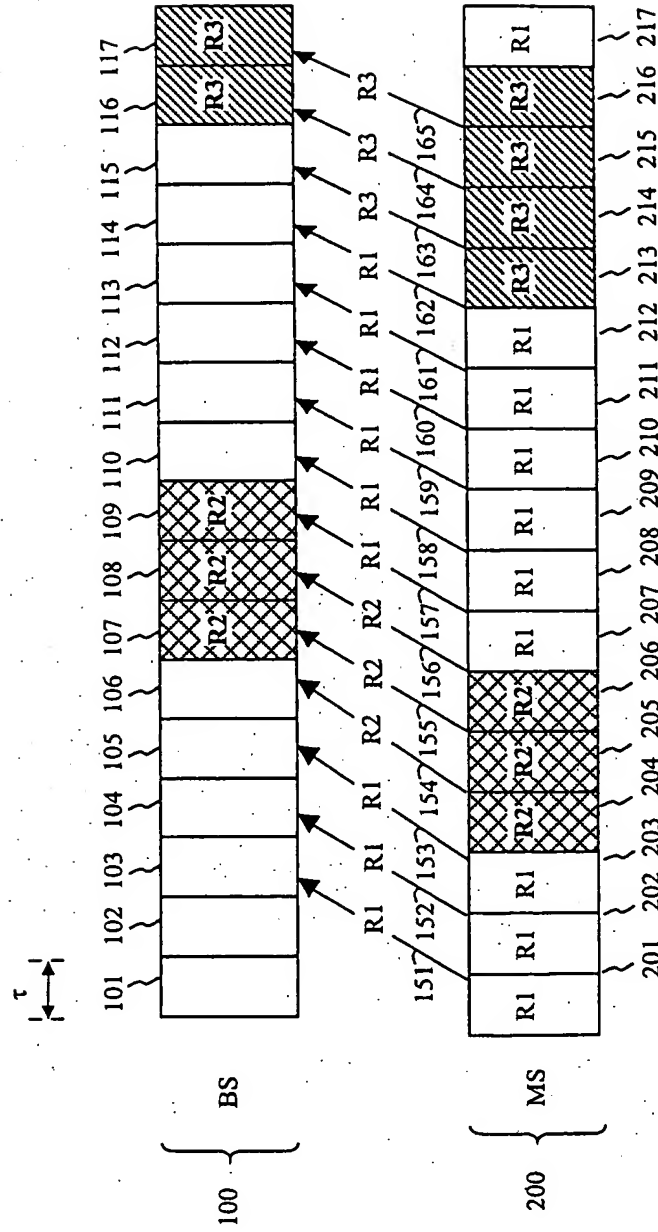 τ
101 102 103 104 105 106 107 108 109 110 111 112 113 114 115 116 117
100 BS R2 R2 R2 R3 R3
R1 R1 R1 R2 R2 R2 R1 R1 R1 R1 R1 R1 R3 R3 R3
151 152 153 154 155 156 157 158 159 160 161 162 163 164 165
200 MS R1 R1 R1 R2 R2 R2 R1 R1 R1 R1 R1 R1 R3 R3 R3 R3 R1
201 202 203 204 205 206 207 208 209 210 211 212 213 214 215 216 217